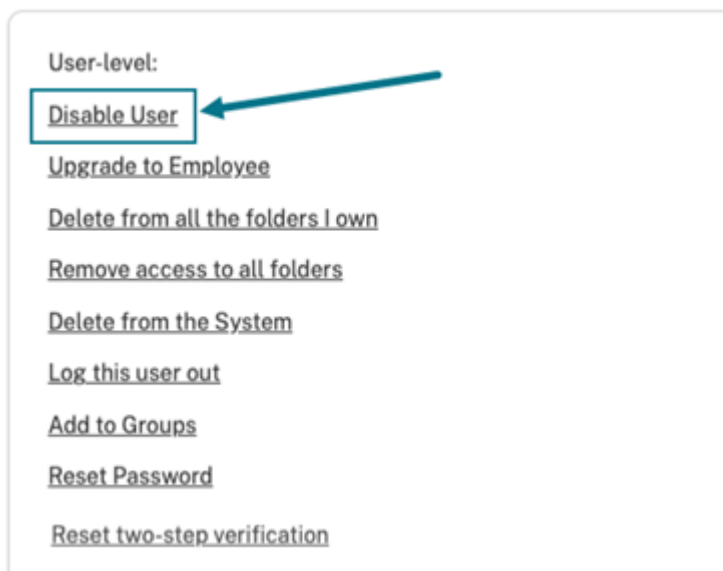 User-level:
Disable User
Upgrade to Employee
Delete from all the folders I own
Remove access to all folders
Delete from the System
Log this user out
Add to Groups
Reset Password
Reset two-step verification